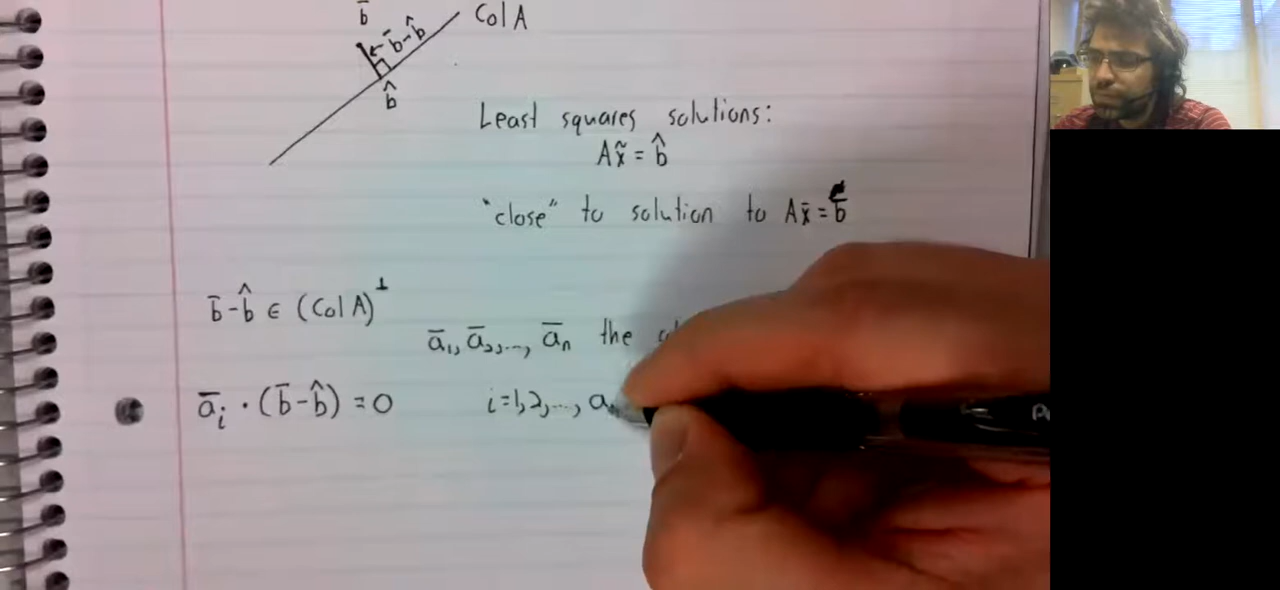 b̄
Col A
b̄-b̂
b̂
Least squares solutions:
Ax̃ = b̂
"close" to solution to Ax̄ = b̄
b̄-b̂ ∈ (Col A)^⊥
ā₁, ā₂, ..., āₙ the
āᵢ · (b̄-b̂) = 0 i=1,2,...,